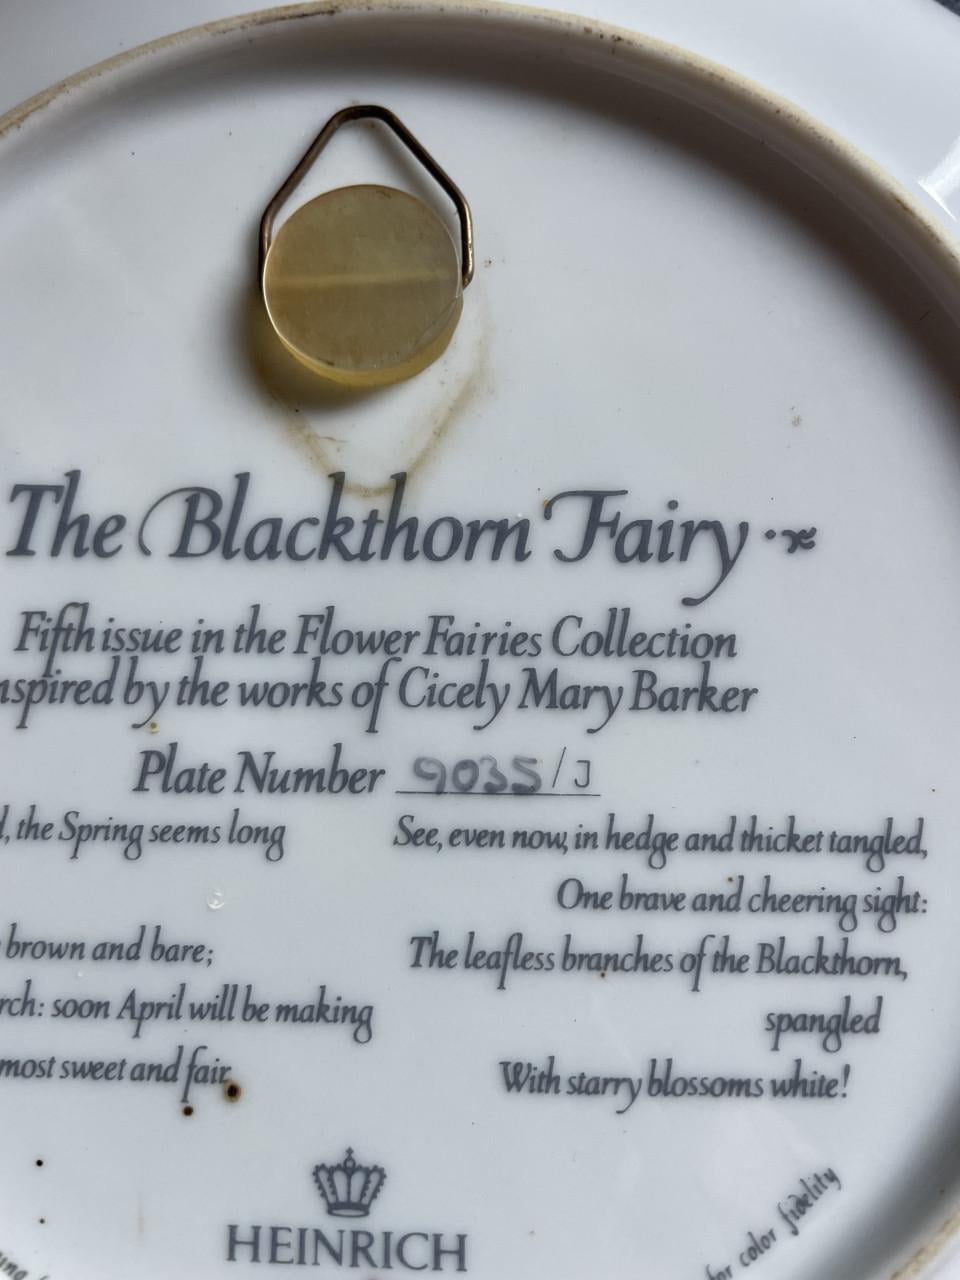 The Blackthorn Fairy
Fifth issue in the Flower Fairies Collection
nspired by the works of Cicely Mary Barker
Plate Number 9035/J
, the Spring seems long
brown and bare;
rch: soon April will be making
most sweet and fair
See, even now, in hedge and thicket tangled,
One brave and cheering sight:
The leafless branches of the Blackthorn,
spangled
With starry blossoms white!
HEINRICH
for color fidelity